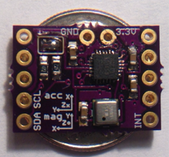 GND 3.3V
SDA SCL
acc
mag
X
Y
Z
X
Y
Z
INT